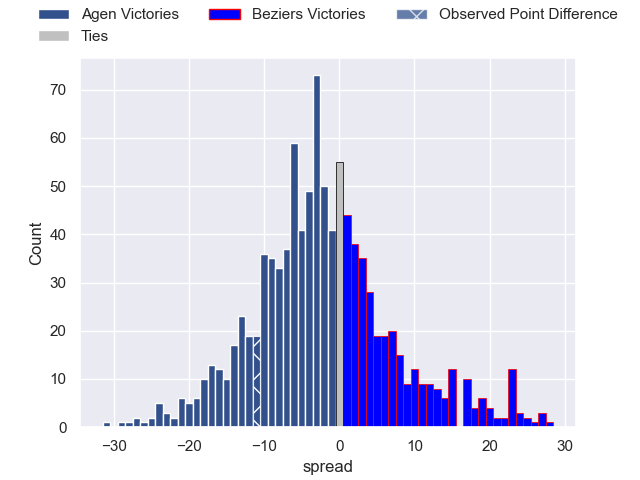 Agen Victories
Beziers Victories
Observed Point Difference
Ties
70
60
50
40
30
20
10
0
Count
−30
−20
−10
0
10
20
30
spread